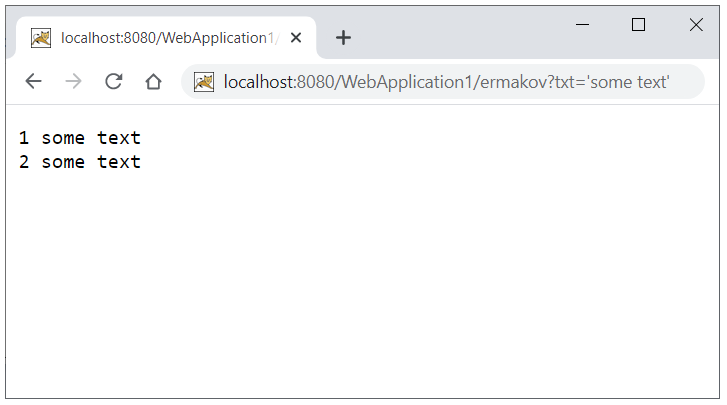 localhost:8080/WebApplication1/
localhost:8080/WebApplication1/ermakov?txt='some text'
1 some text
2 some text